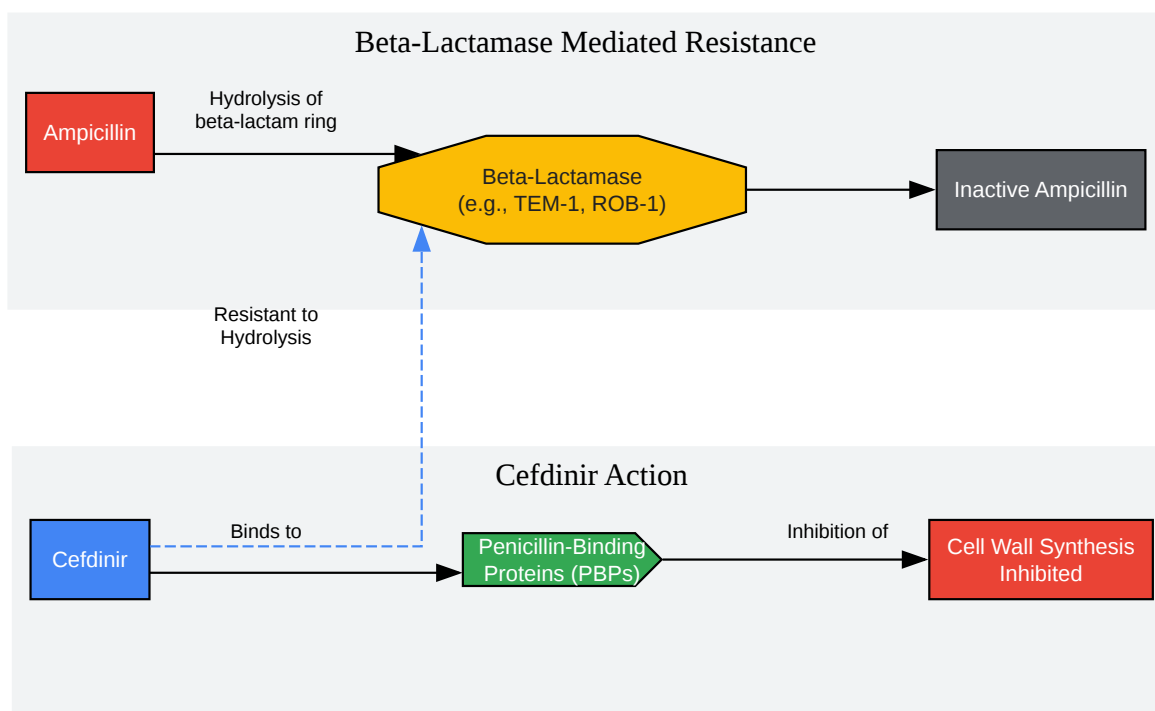 Beta-Lactamase Mediated Resistance
Hydrolysis of
beta-lactam ring
Ampicillin
Beta-Lactamase
(e.g., TEM-1, ROB-1)
Inactive Ampicillin
Resistant to
Hydrolysis
Cefdinir Action
Binds to
Cefdinir
Penicillin-Binding
Proteins (PBPs)
Inhibition of
Cell Wall Synthesis
Inhibited